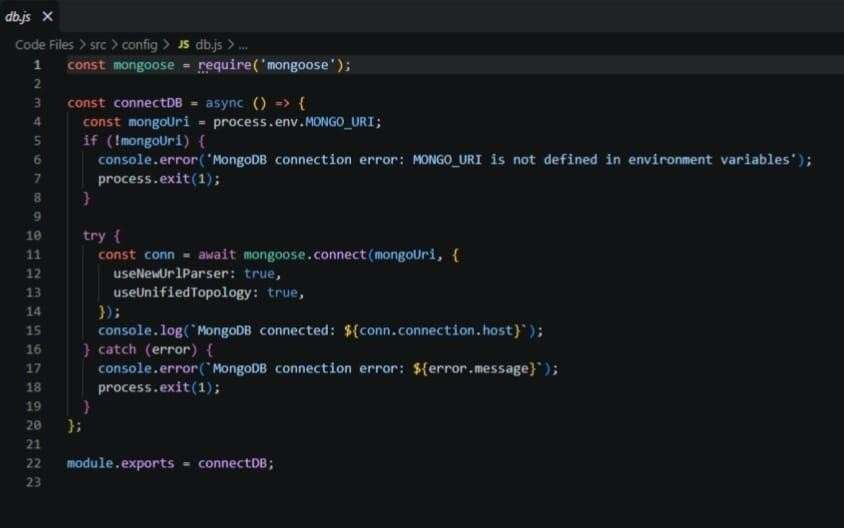 db.js ×
Code Files > src > config > JS db.js > ...
1 const mongoose = require('mongoose');
2
3 const connectDB = async () => {
4   const mongoUri = process.env.MONGO_URI;
5   if (!mongoUri) {
6     console.error('MongoDB connection error: MONGO_URI is not defined in environment variables');
7     process.exit(1);
8   }
9
10   try {
11     const conn = await mongoose.connect(mongoUri, {
12       useNewUrlParser: true,
13       useUnifiedTopology: true,
14     });
15     console.log(`MongoDB connected: ${conn.connection.host}`);
16   } catch (error) {
17     console.error(`MongoDB connection error: ${error.message}`);
18     process.exit(1);
19   }
20 };
21
22 module.exports = connectDB;
23